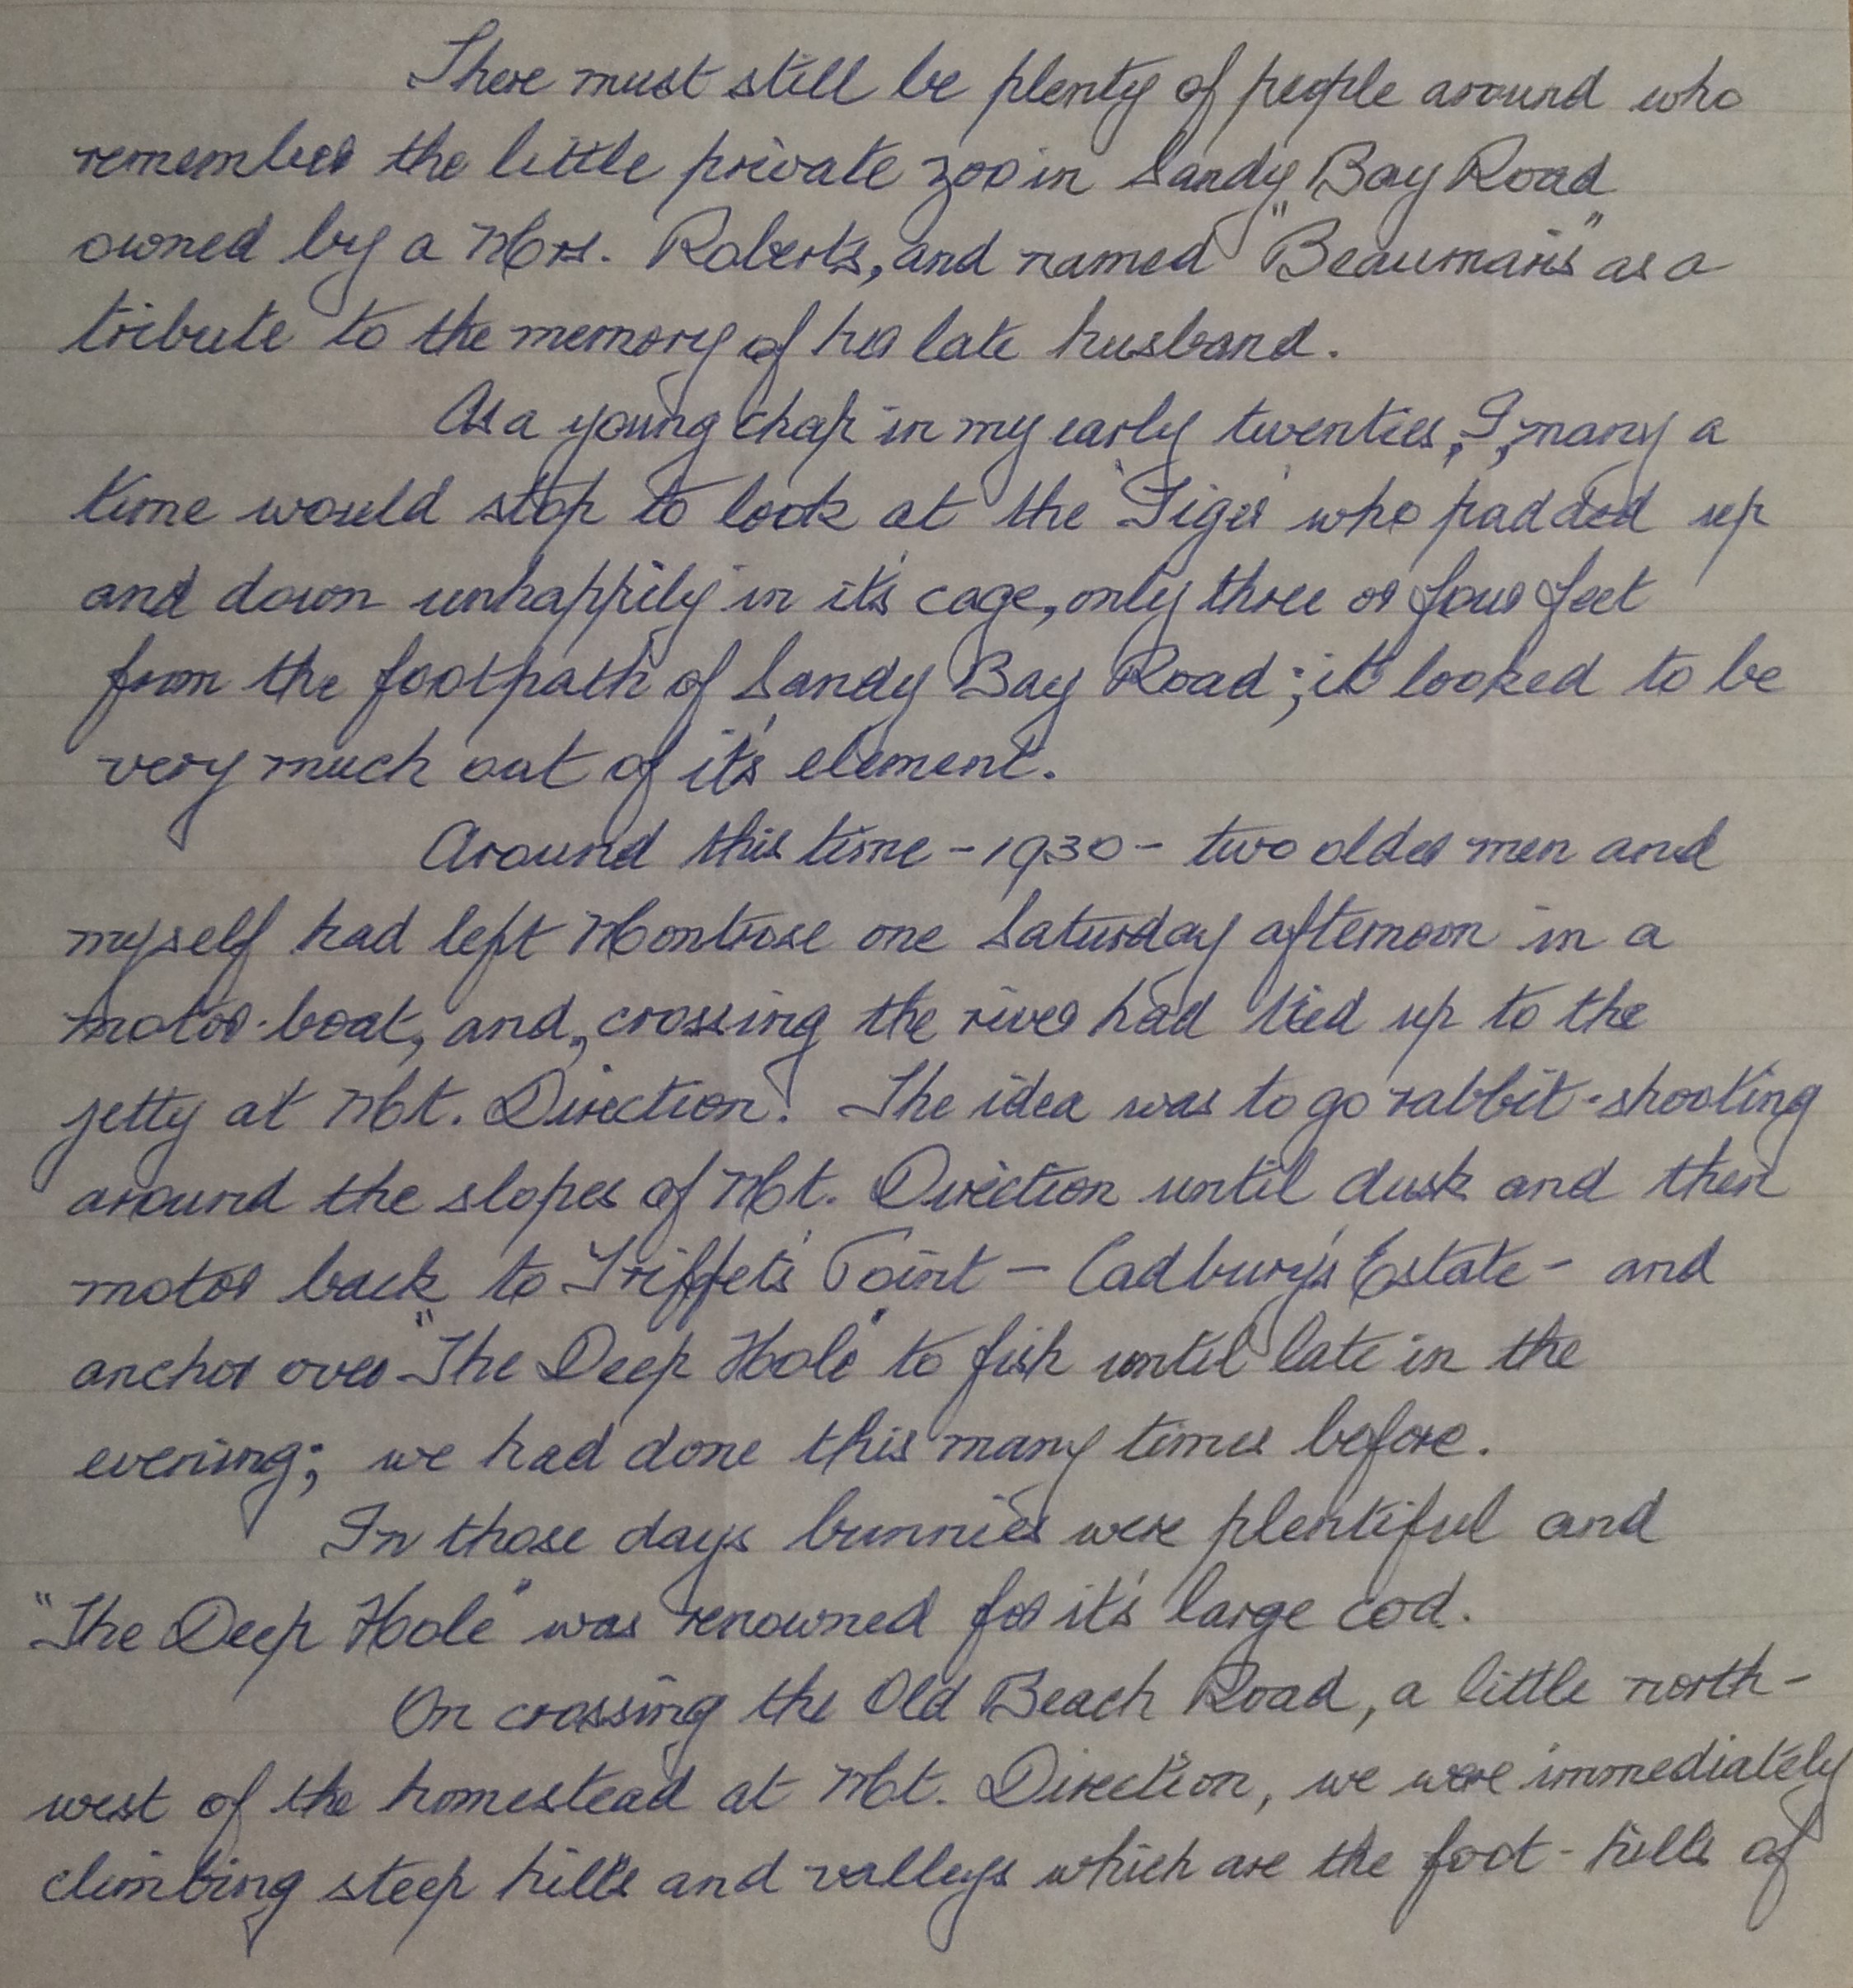 There must still be plenty of people around who
remember the little private zoo in Sandy Bay Road
owned by a Mrs. Roberts, and named "Beaumaris" as a
tribute to the memory of her late husband.
As a young chap in my early twenties, I, many a
time would stop to look at the 'Tiger' who padded up
and down unhappily in it's cage, only three or four feet
from the footpath of Sandy Bay Road; it looked to be
very much out of it's element.
Around this time - 1930 - two older men and
myself had left Montrose one Saturday afternoon in a
motor-boat, and, crossing the river had tied up to the
jetty at Mt. Direction. The idea was to go rabbit-shooting
around the slopes of Mt. Direction until dusk and then
motor back to Triffet's Point - Cadbury's Estate - and
anchor over "The Deep Hole" to fish until late in the
evening; we had done this many times before.
In those days bunnies were plentiful and
"The Deep Hole" was renowned for it's large cod.
On crossing the Old Beach Road, a little north-
west of the homestead at Mt. Direction, we were immediately
climbing steep hills and valleys which are the foot-hills of